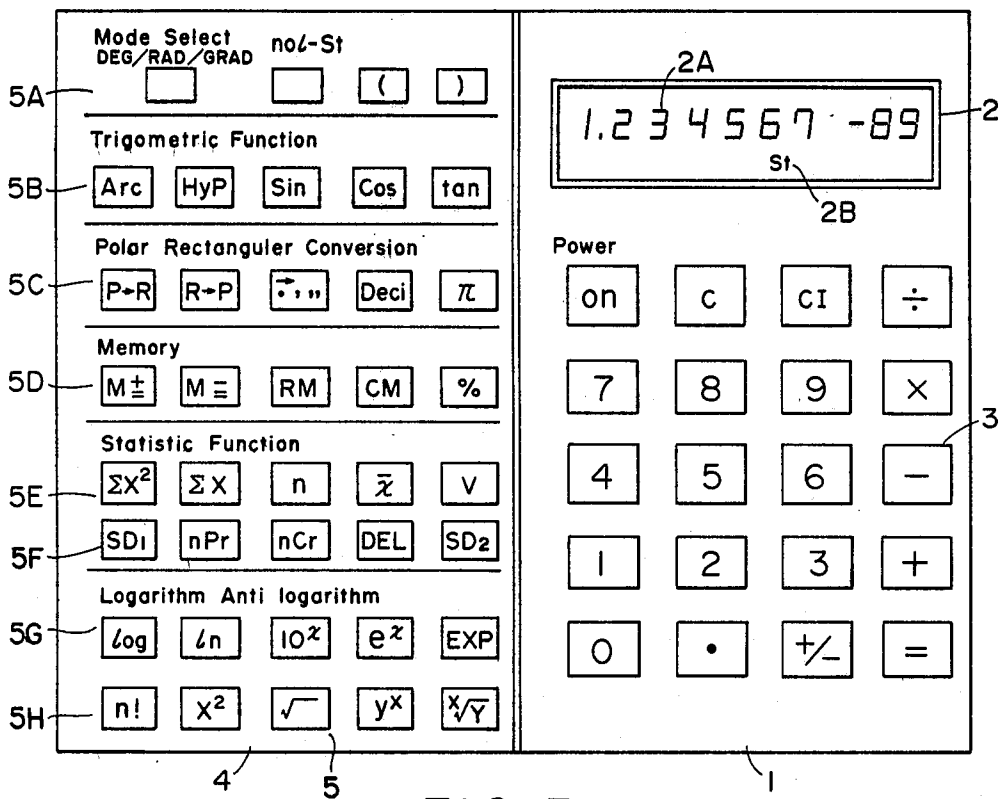 Mode Select
DEG/RAD/GRAD
noℓ-St
5A
( )
Trigometric Function
5B
Arc HyP Sin Cos tan
Polar Rectanguler Conversion
5C
P→R R→P →°,,, Deci π
Memory
5D
M± M= RM CM %
Statistic Function
5E
ΣX² ΣX n x̄ V
5F
SD1 nPr nCr DEL SD2
Logarithm Anti logarithm
5G
log ln 10ˣ eˣ EXP
5H
n! X² √ yˣ ˣ√Y
4
5
2A
1.234567 -89
2
St
2B
Power
on C CI ÷
7 8 9 ×
3
4 5 6 −
1 2 3 +
0 • +/− =
1